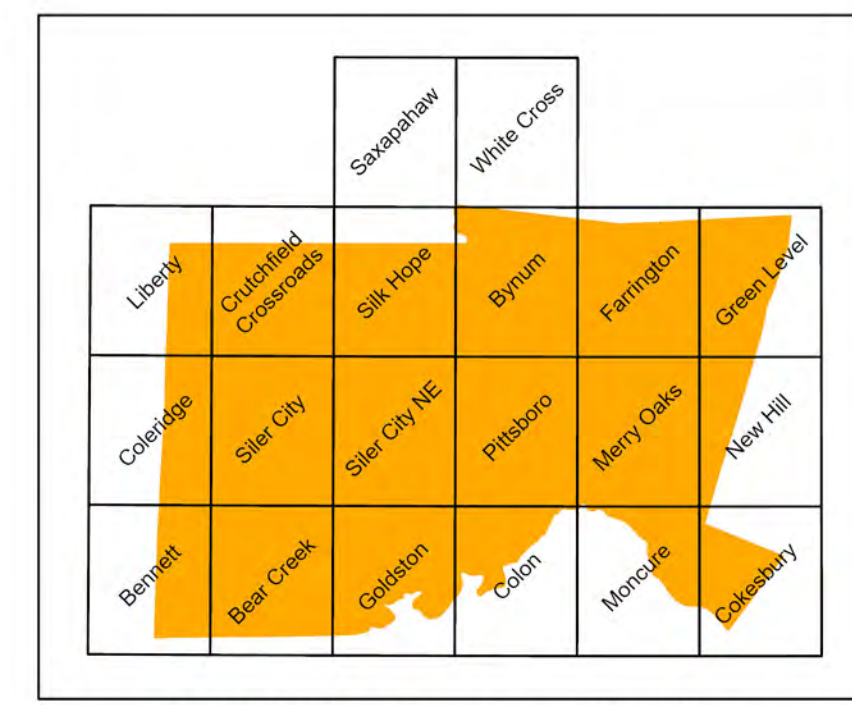 Saxapahaw
White Cross
Liberty
Crutchfield
Crossroads
Silk Hope
Bynum
Farrington
Green Level
Coleridge
Siler City
Siler City NE
Pittsboro
Merry Oaks
New Hill
Bennett
Bear Creek
Goldston
Colon
Moncure
Cokesbury